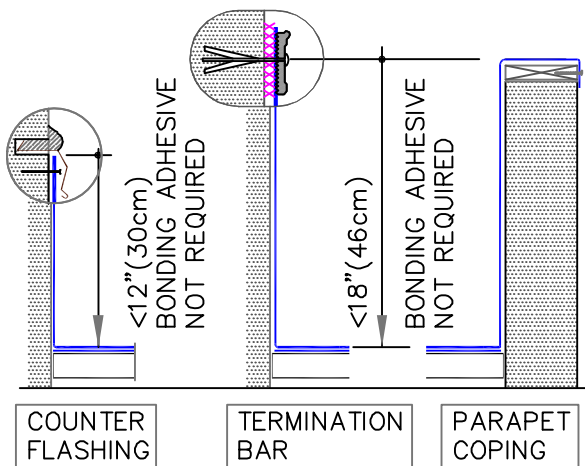 <12"(30cm)
BONDING ADHESIVE
NOT REQUIRED
<18"(46cm)
BONDING ADHESIVE
NOT REQUIRED
COUNTER
FLASHING
TERMINATION
BAR
PARAPET
COPING